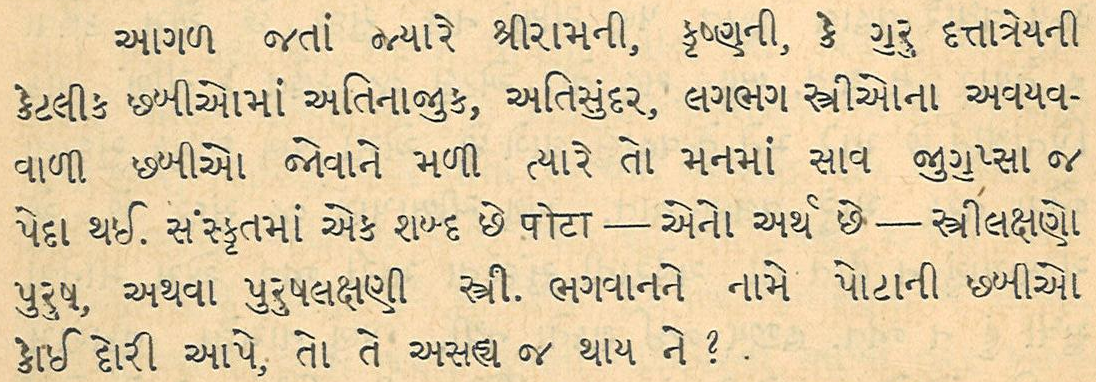 આગળ જતાં જ્યારે શ્રીરામની, કૃષ્ણની, કે ગુરુ દત્તાત્રેયની
કેટલીક છબીઓમાં અતિનાજુક, અતિસુંદર, લગભગ સ્ત્રીઓના અવયવ-
વાળી છબીઓ જોવાને મળી ત્યારે તો મનમાં સાવ જુગુપ્સા જ
પેદા થઈ. સંસ્કૃતમાં એક શબ્દ છે पोटा — એનો અર્થ છે — સ્ત્રીલક્ષણો
પુરુષ, અથવા પુરુષલક્ષણી સ્ત્રી. ભગવાનને નામે પોટાની છબીઓ
કોઈ દોરી આપે, તો તે અસહ્ય જ થાય ને ?